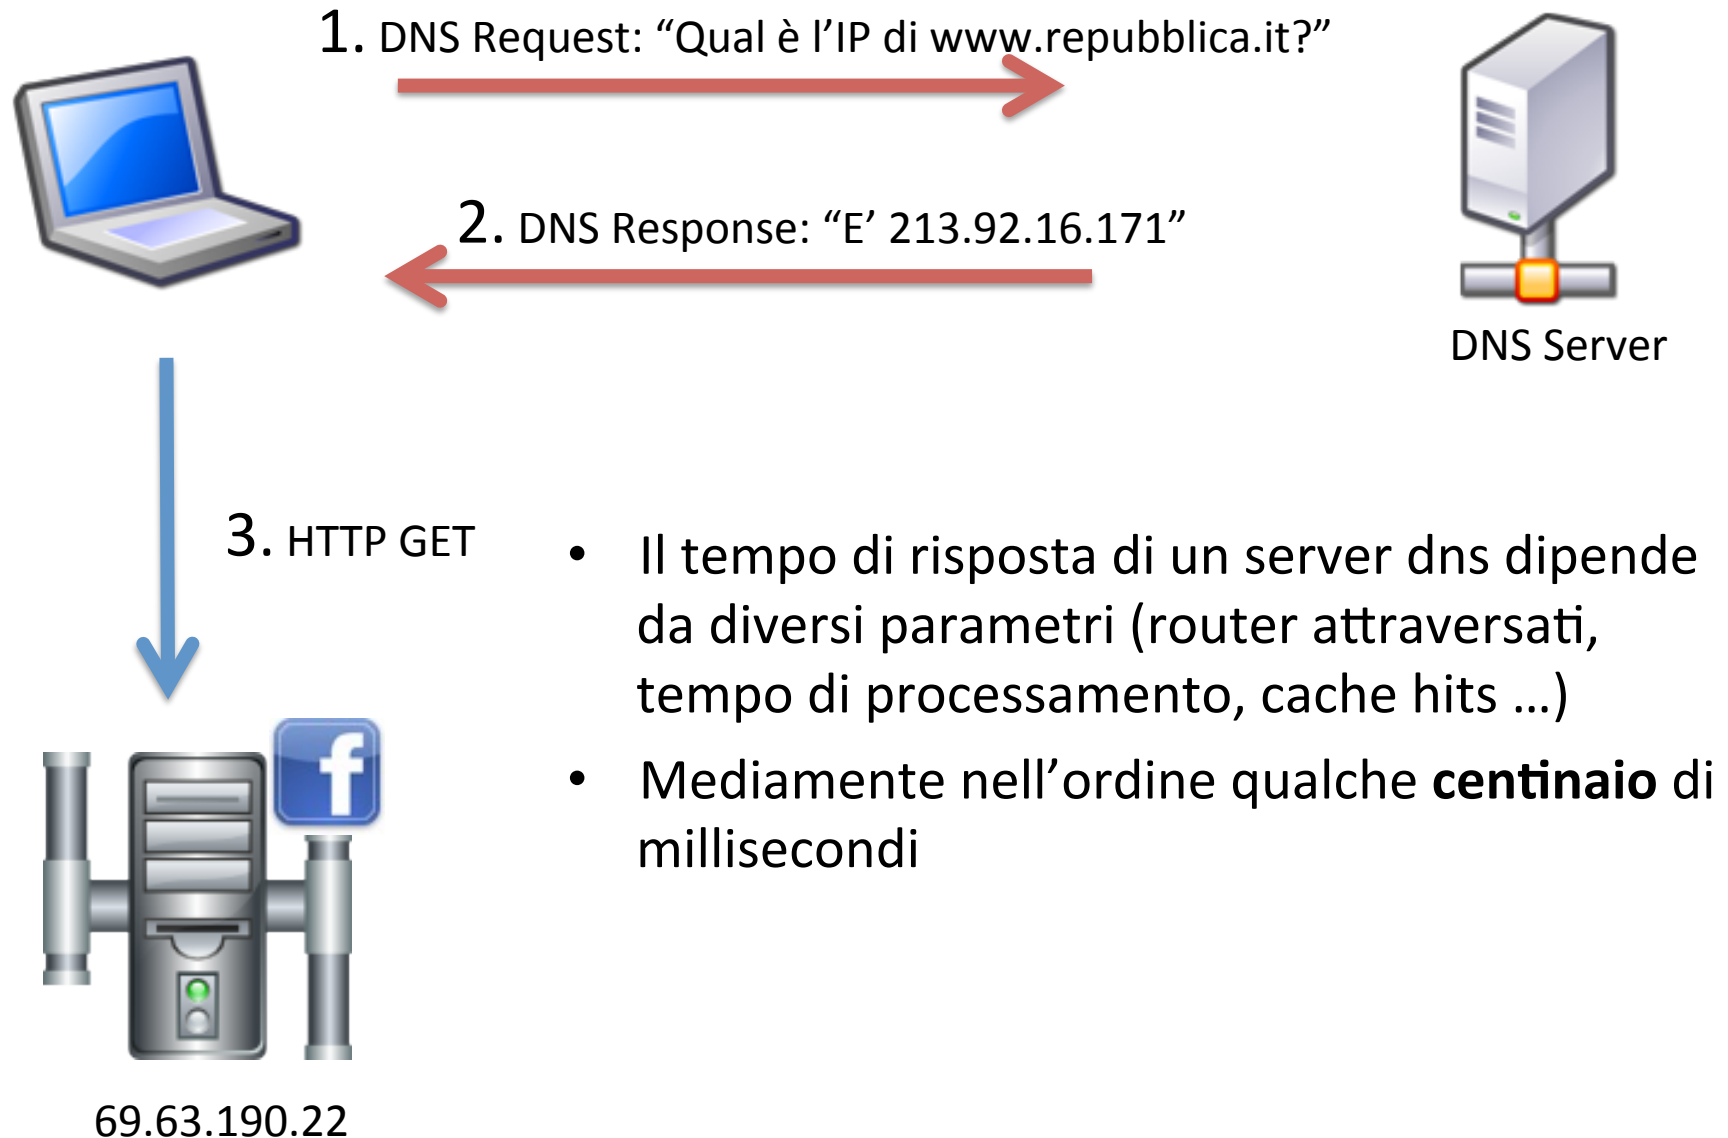 1. DNS Request: “Qual è l’IP di www.repubblica.it?”
2. DNS Response: “E’ 213.92.16.171”
DNS Server
3. HTTP GET
• Il tempo di risposta di un server dns dipende
da diversi parametri (router attraversati,
tempo di processamento, cache hits …)
• Mediamente nell’ordine qualche centinaio di
millisecondi
f
69.63.190.22